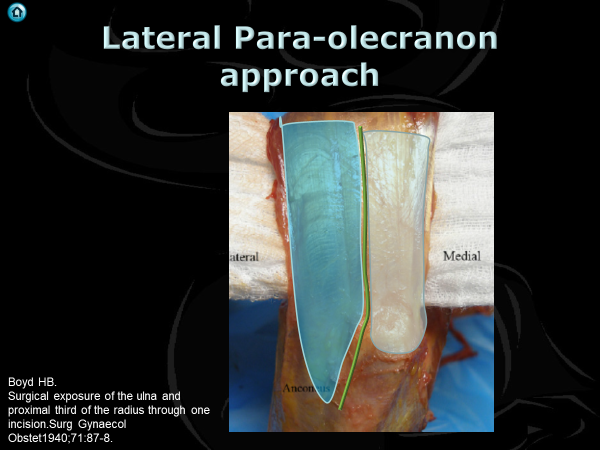 Lateral Para-olecranon
approach
ateral
Medial
Anconeus
Boyd HB.
Surgical exposure of the ulna and
proximal third of the radius through one
incision.Surg Gynaecol
Obstet1940;71:87-8.